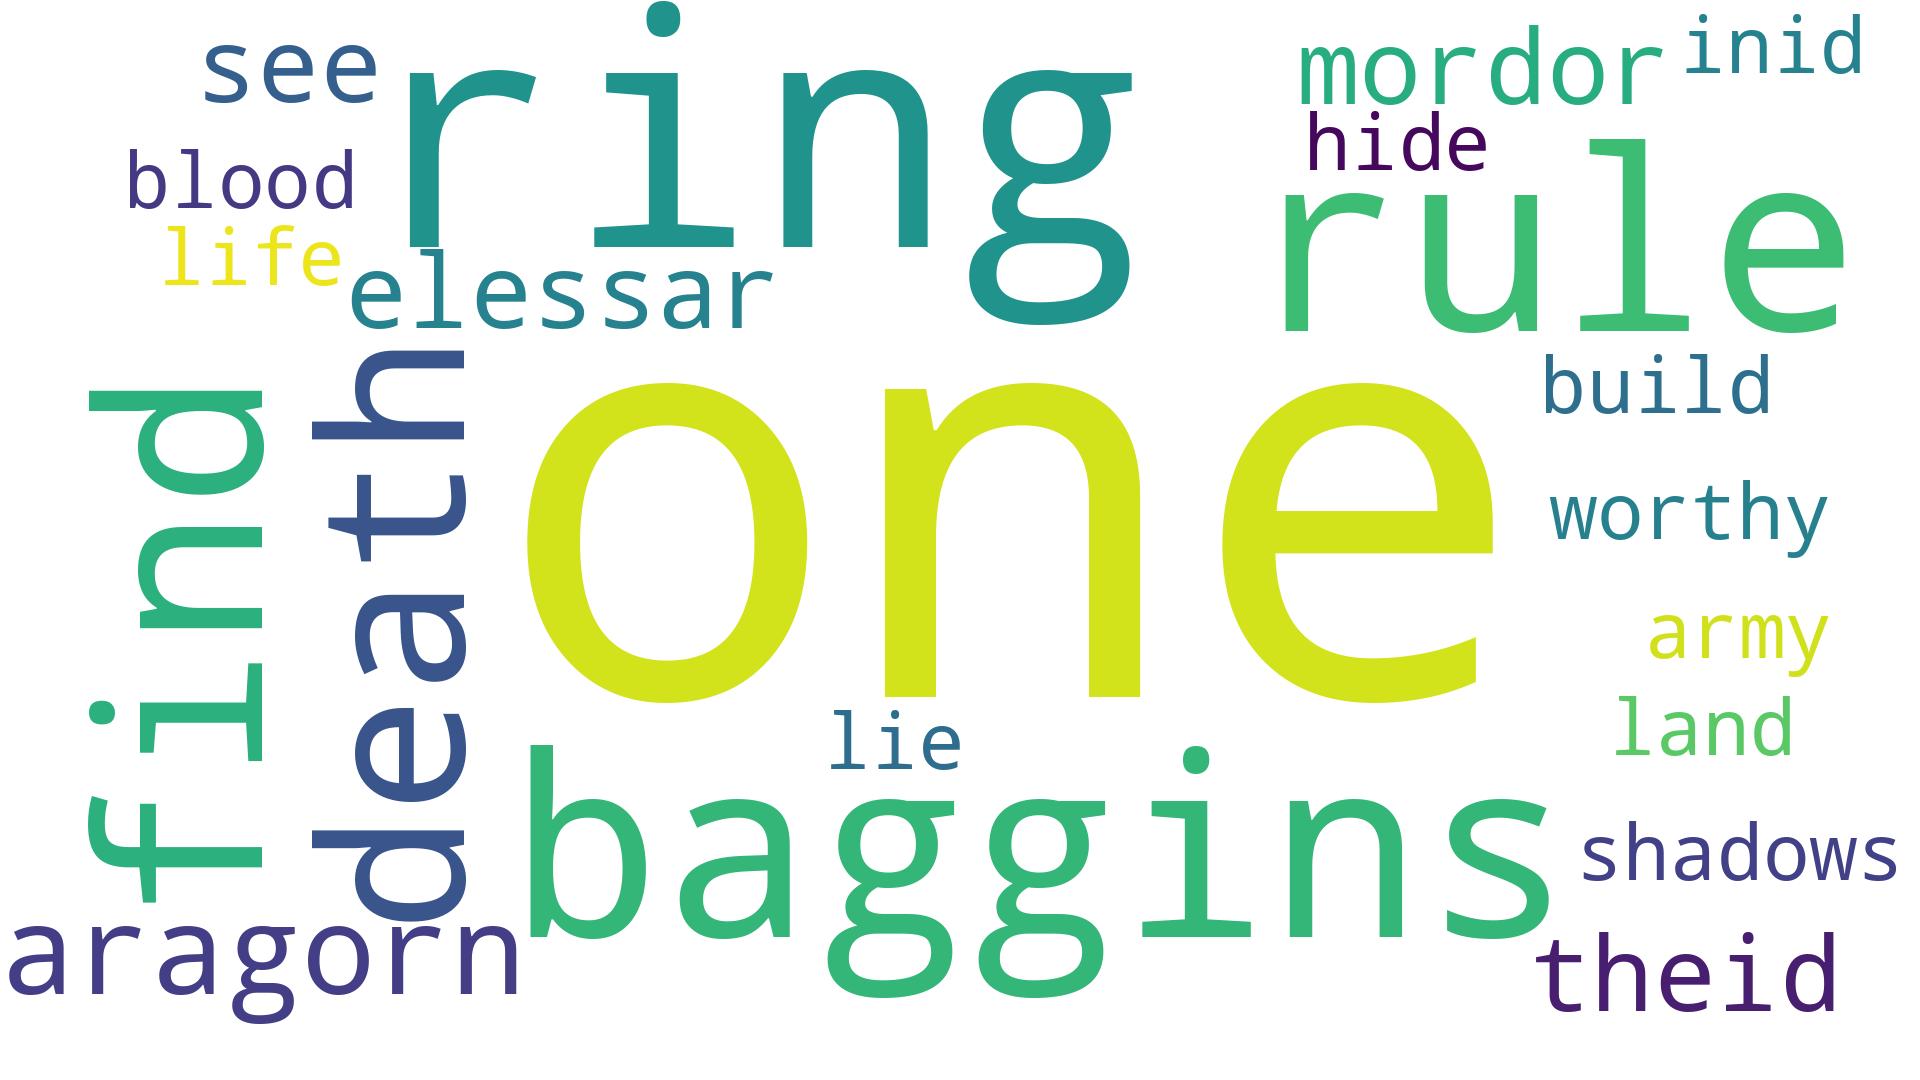 see
ring
mordor
inid
blood
hide
life
elessar
rule
find
death
one
build
worthy
army
lie
land
baggins
shadows
aragorn
theid